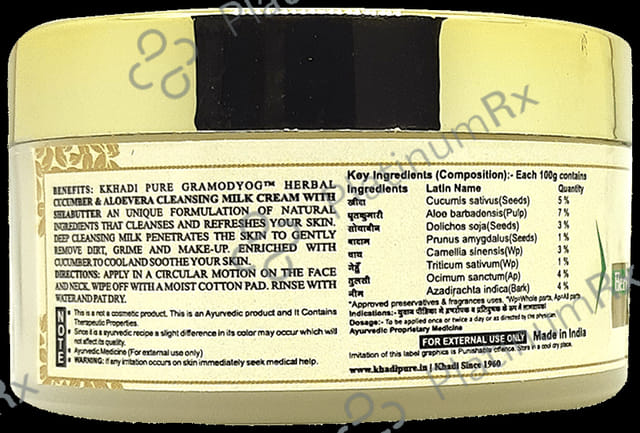 BENEFITS: KKHADI PURE GRAMODYOG™ HERBAL
CUCUMBER & ALOEVERA CLEANSING MILK CREAM WITH
SHEABUTTER AN UNIQUE FORMULATION OF NATURAL
INGREDIENTS THAT CLEANSES AND REFRESHES YOUR SKIN.
DEEP CLEANSING MILK PENETRATES THE SKIN TO GENTLY
REMOVE DIRT, GRIME AND MAKE-UP. ENRICHED WITH
CUCUMBER TO COOL AND SOOTHE YOUR SKIN.
DIRECTIONS: APPLY IN A CIRCULAR MOTION ON THE FACE
AND NECK. WIPE OFF WITH A MOIST COTTON PAD. RINSE WITH
WATER AND PAT DRY.
NOTE
This is a not a cosmetic product. This is an Ayurvedic product and It Contains
Therapeutic Properties.
Since it is a ayurvedic recipe a slight difference in its color may occur which will
not affect its quality.
Ayurvedic Medicine (For external use only)
WARNING: If any irritation occurs on skin immediately seek medical help.
Key Ingredients (Composition):- Each 100g contains
Ingredients Latin Name Quantity
खीरा Cucumis sativus(Seeds) 5 %
घृतकुमारी Aloe barbadensis(Pulp) 7 %
सोयाबीन Dolichos soja(Seeds) 3 %
बादाम Prunus amygdalus(Seeds) 1 %
चाय Camellia sinensis(Wp) 3 %
गेहूँ Triticum sativum(Wp) 1 %
तुलसी Ocimum sanctum(Ap) 4 %
नीम Azadirachta indica(Bark) 4 %
*Approved preservatives & fragrances uses. *Wp:Whole parts, Ap:All part
Indications:-
Dosage:- To be applied once or twice a day or as directed by the physician.
Ayurvedic Proprietary Medicine
FOR EXTERNAL USE ONLY Made in India
Imitation of this label graphics is Punishable offence. Store in a cool dry place.
www.khadipure.in | Khadi Since 1960
PlatinumRx